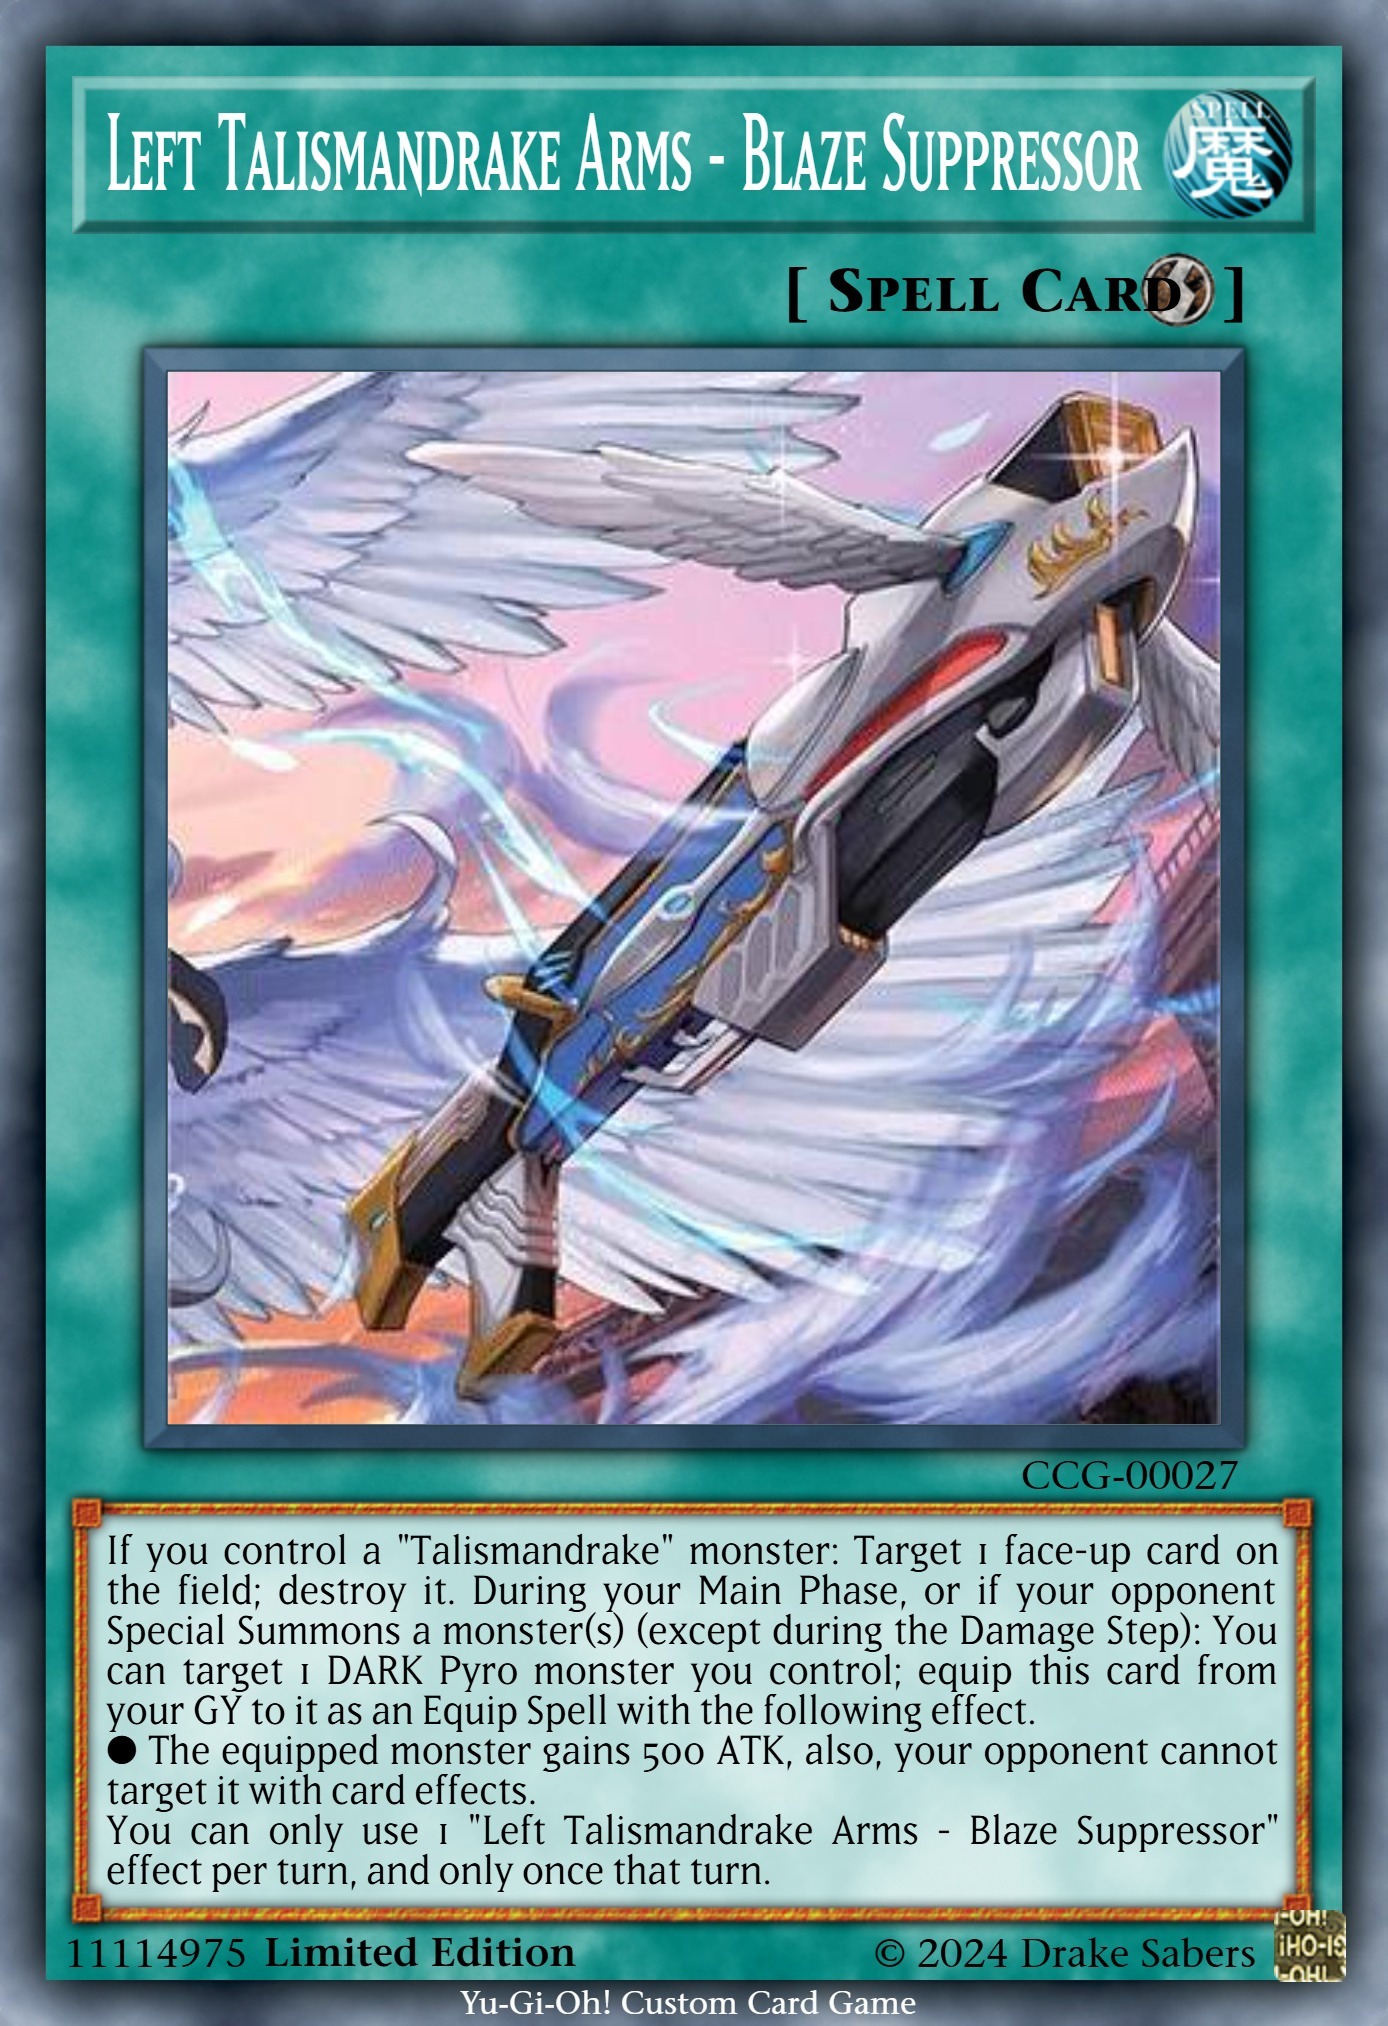 Left Talismandrake Arms - Blaze Suppressor
SPELL
魔
[ Spell Card ]
CCG-00027
If you control a "Talismandrake" monster: Target 1 face-up card on
the field; destroy it. During your Main Phase, or if your opponent
Special Summons a monster(s) (except during the Damage Step): You
can target 1 DARK Pyro monster you control; equip this card from
your GY to it as an Equip Spell with the following effect.
● The equipped monster gains 500 ATK, also, your opponent cannot
target it with card effects.
You can only use 1 "Left Talismandrake Arms - Blaze Suppressor"
effect per turn, and only once that turn.
11114975 Limited Edition
© 2024 Drake Sabers
Yu-Gi-Oh! Custom Card Game